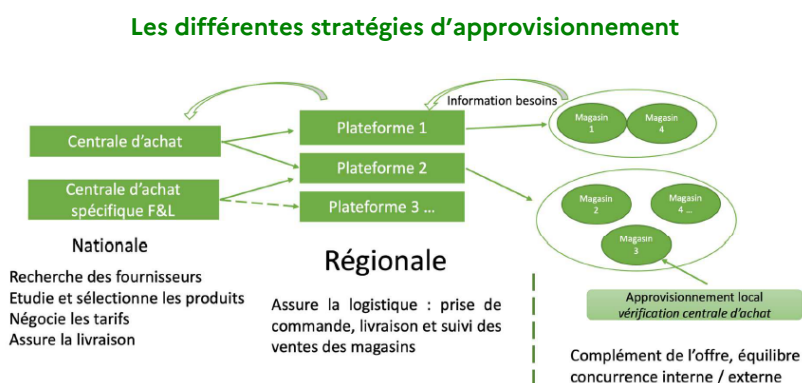 Les différentes stratégies d'approvisionnement
Information besoins
Centrale d'achat
Centrale d'achat
spécifique F&L
Plateforme 1
Plateforme 2
Plateforme 3 ...
Magasin
1
Magasin
4
Magasin
2
Magasin
4 ...
Magasin
3
Nationale
Recherche des fournisseurs
Etudie et sélectionne les produits
Négocie les tarifs
Assure la livraison
Régionale
Assure la logistique : prise de
commande, livraison et suivi des
ventes des magasins
Approvisionnement local
vérification centrale d'achat
Complément de l'offre, équilibre
concurrence interne / externe